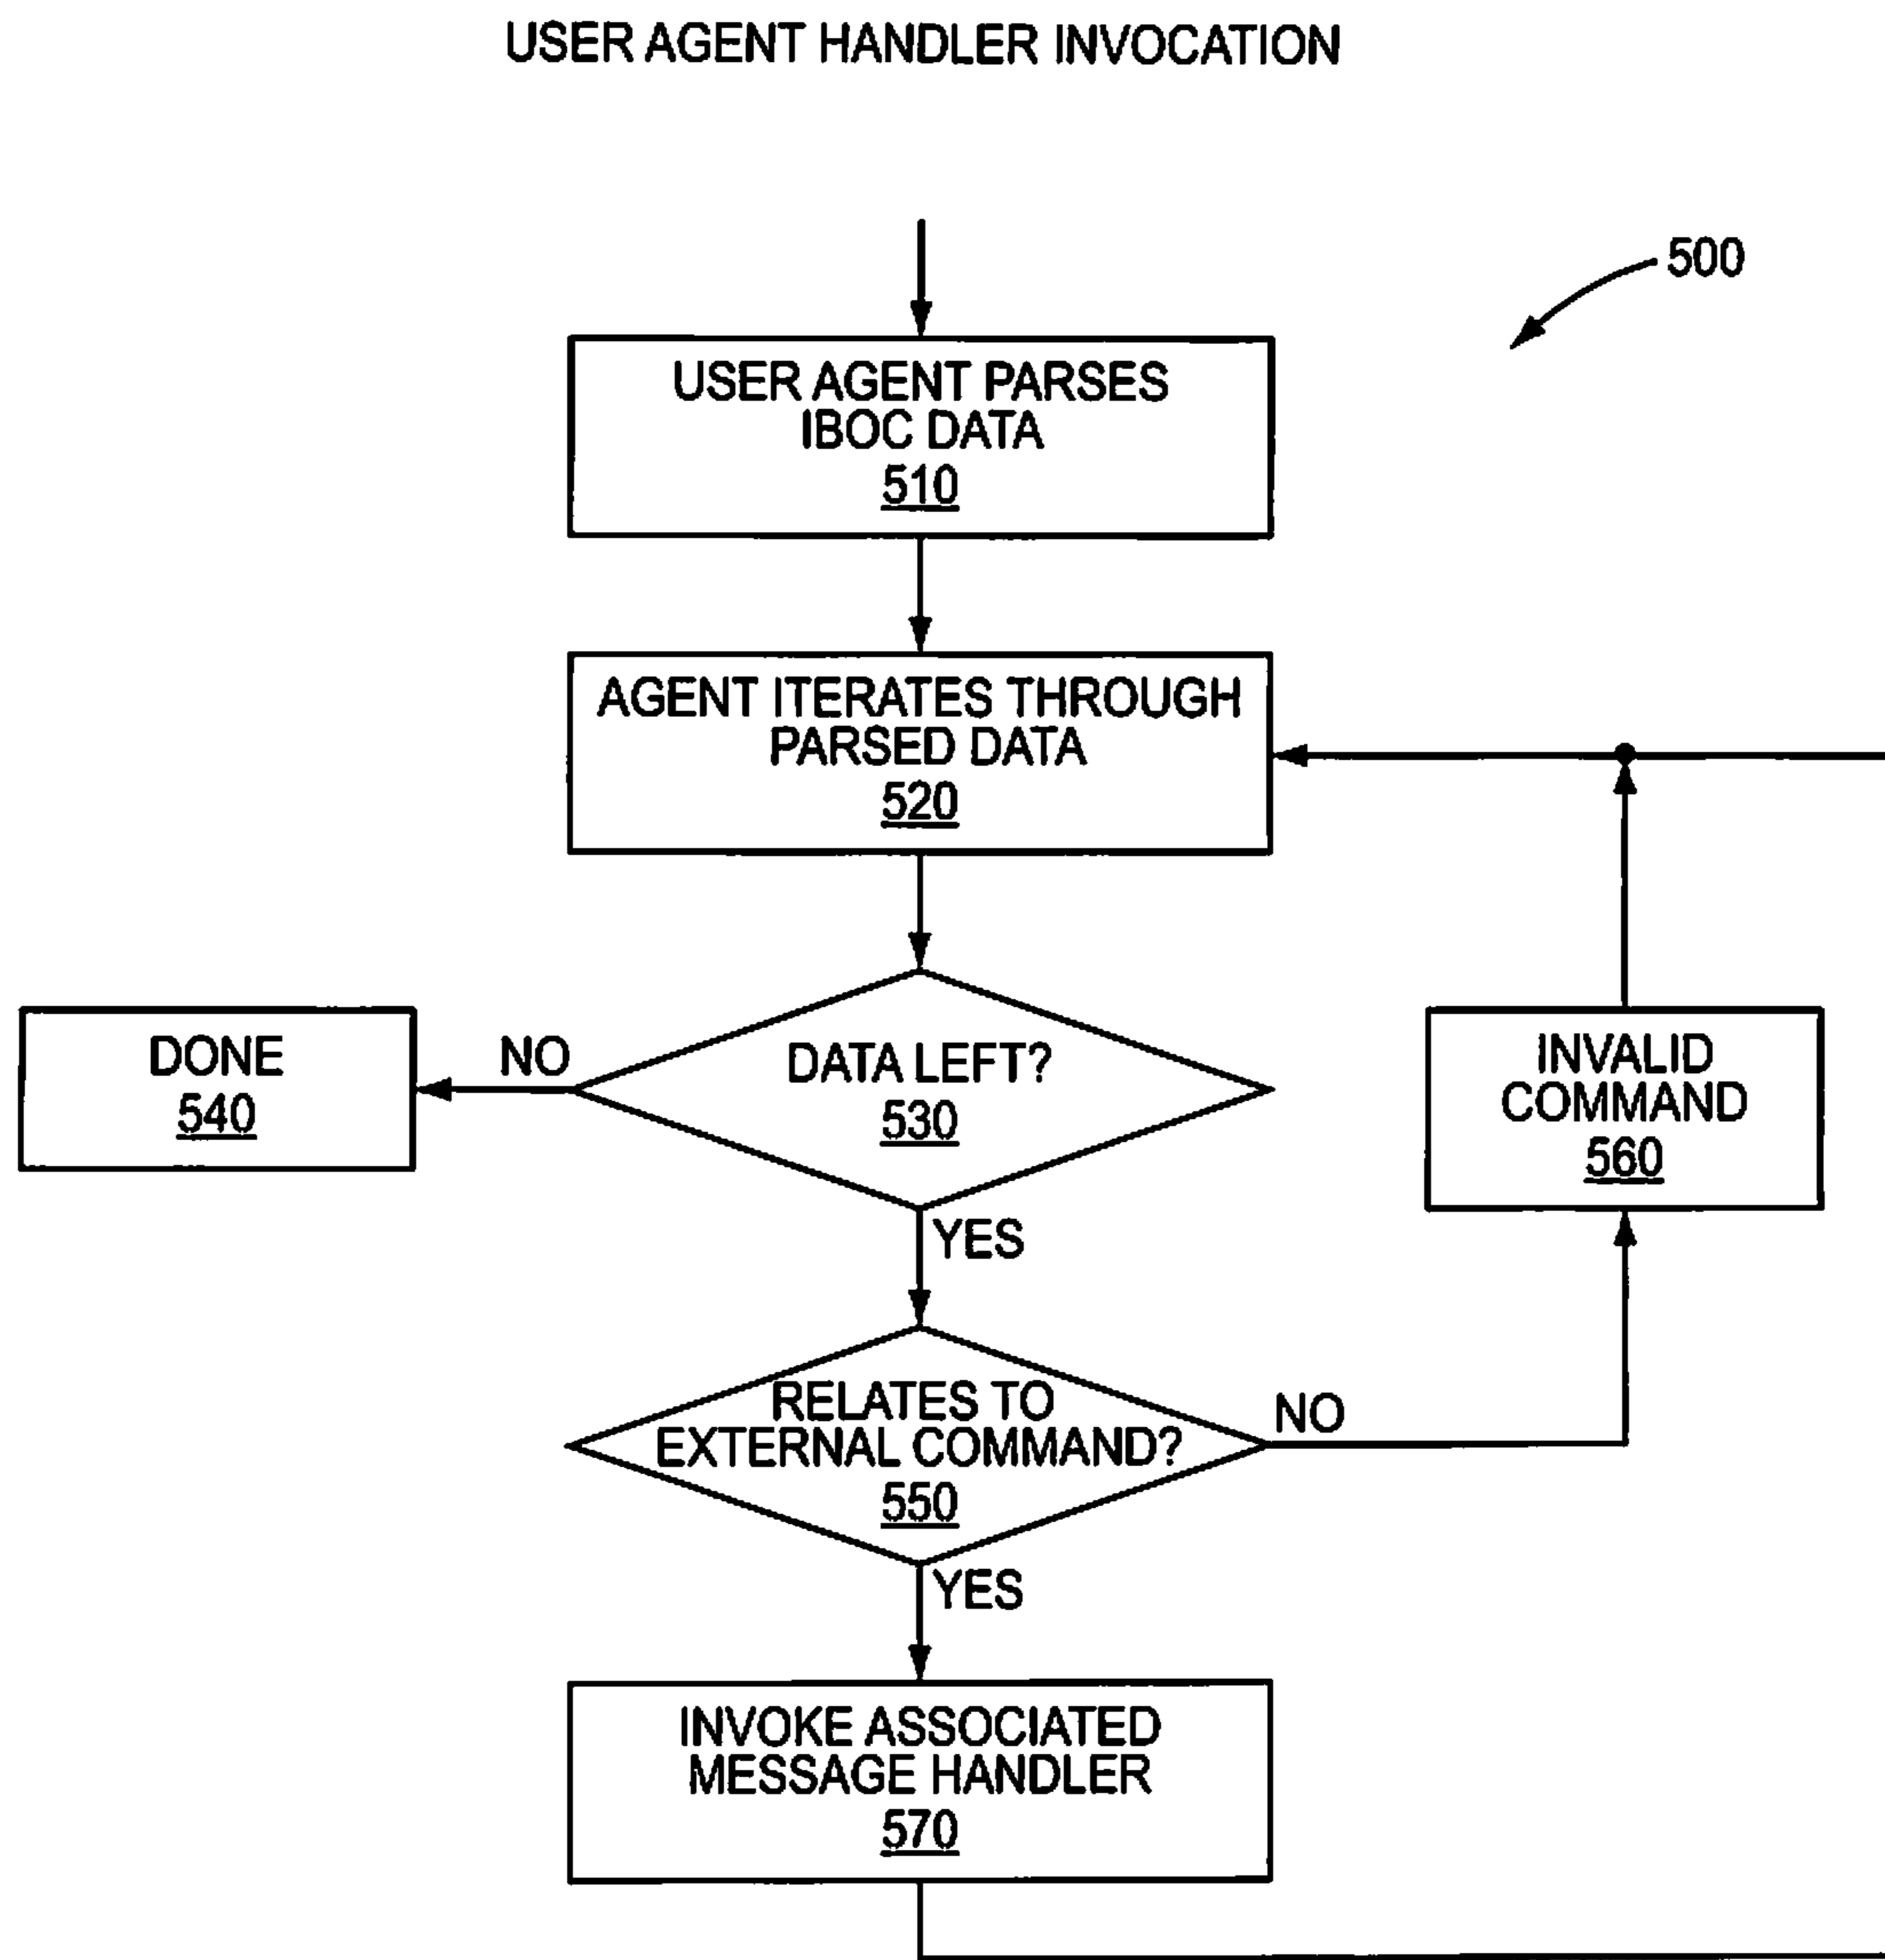 USER AGENT HANDLER INVOCATION
500
USER AGENT PARSES
IBOC DATA
510
AGENT ITERATES THROUGH
PARSED DATA
520
DONE
540
NO
DATA LEFT?
530
INVALID
COMMAND
560
YES
RELATES TO
EXTERNAL COMMAND?
550
NO
YES
INVOKE ASSOCIATED
MESSAGE HANDLER
570